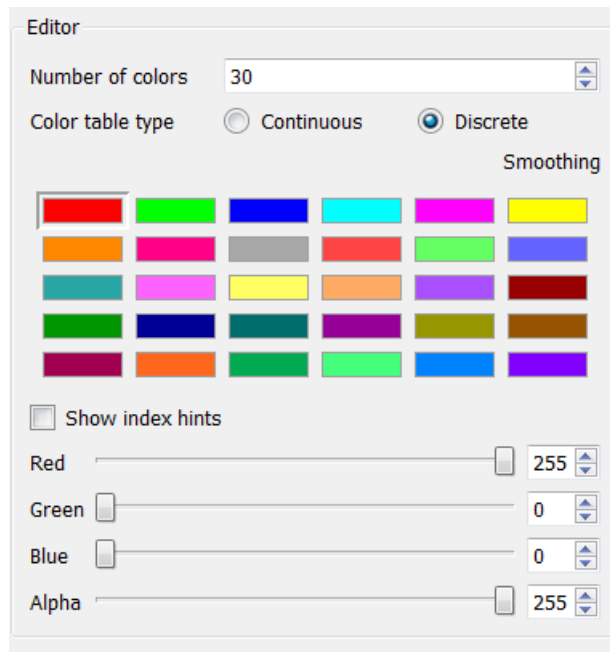 Editor
Number of colors 30
Color table type Continuous Discrete
Smoothing
Show index hints
Red 255
Green 0
Blue 0
Alpha 255